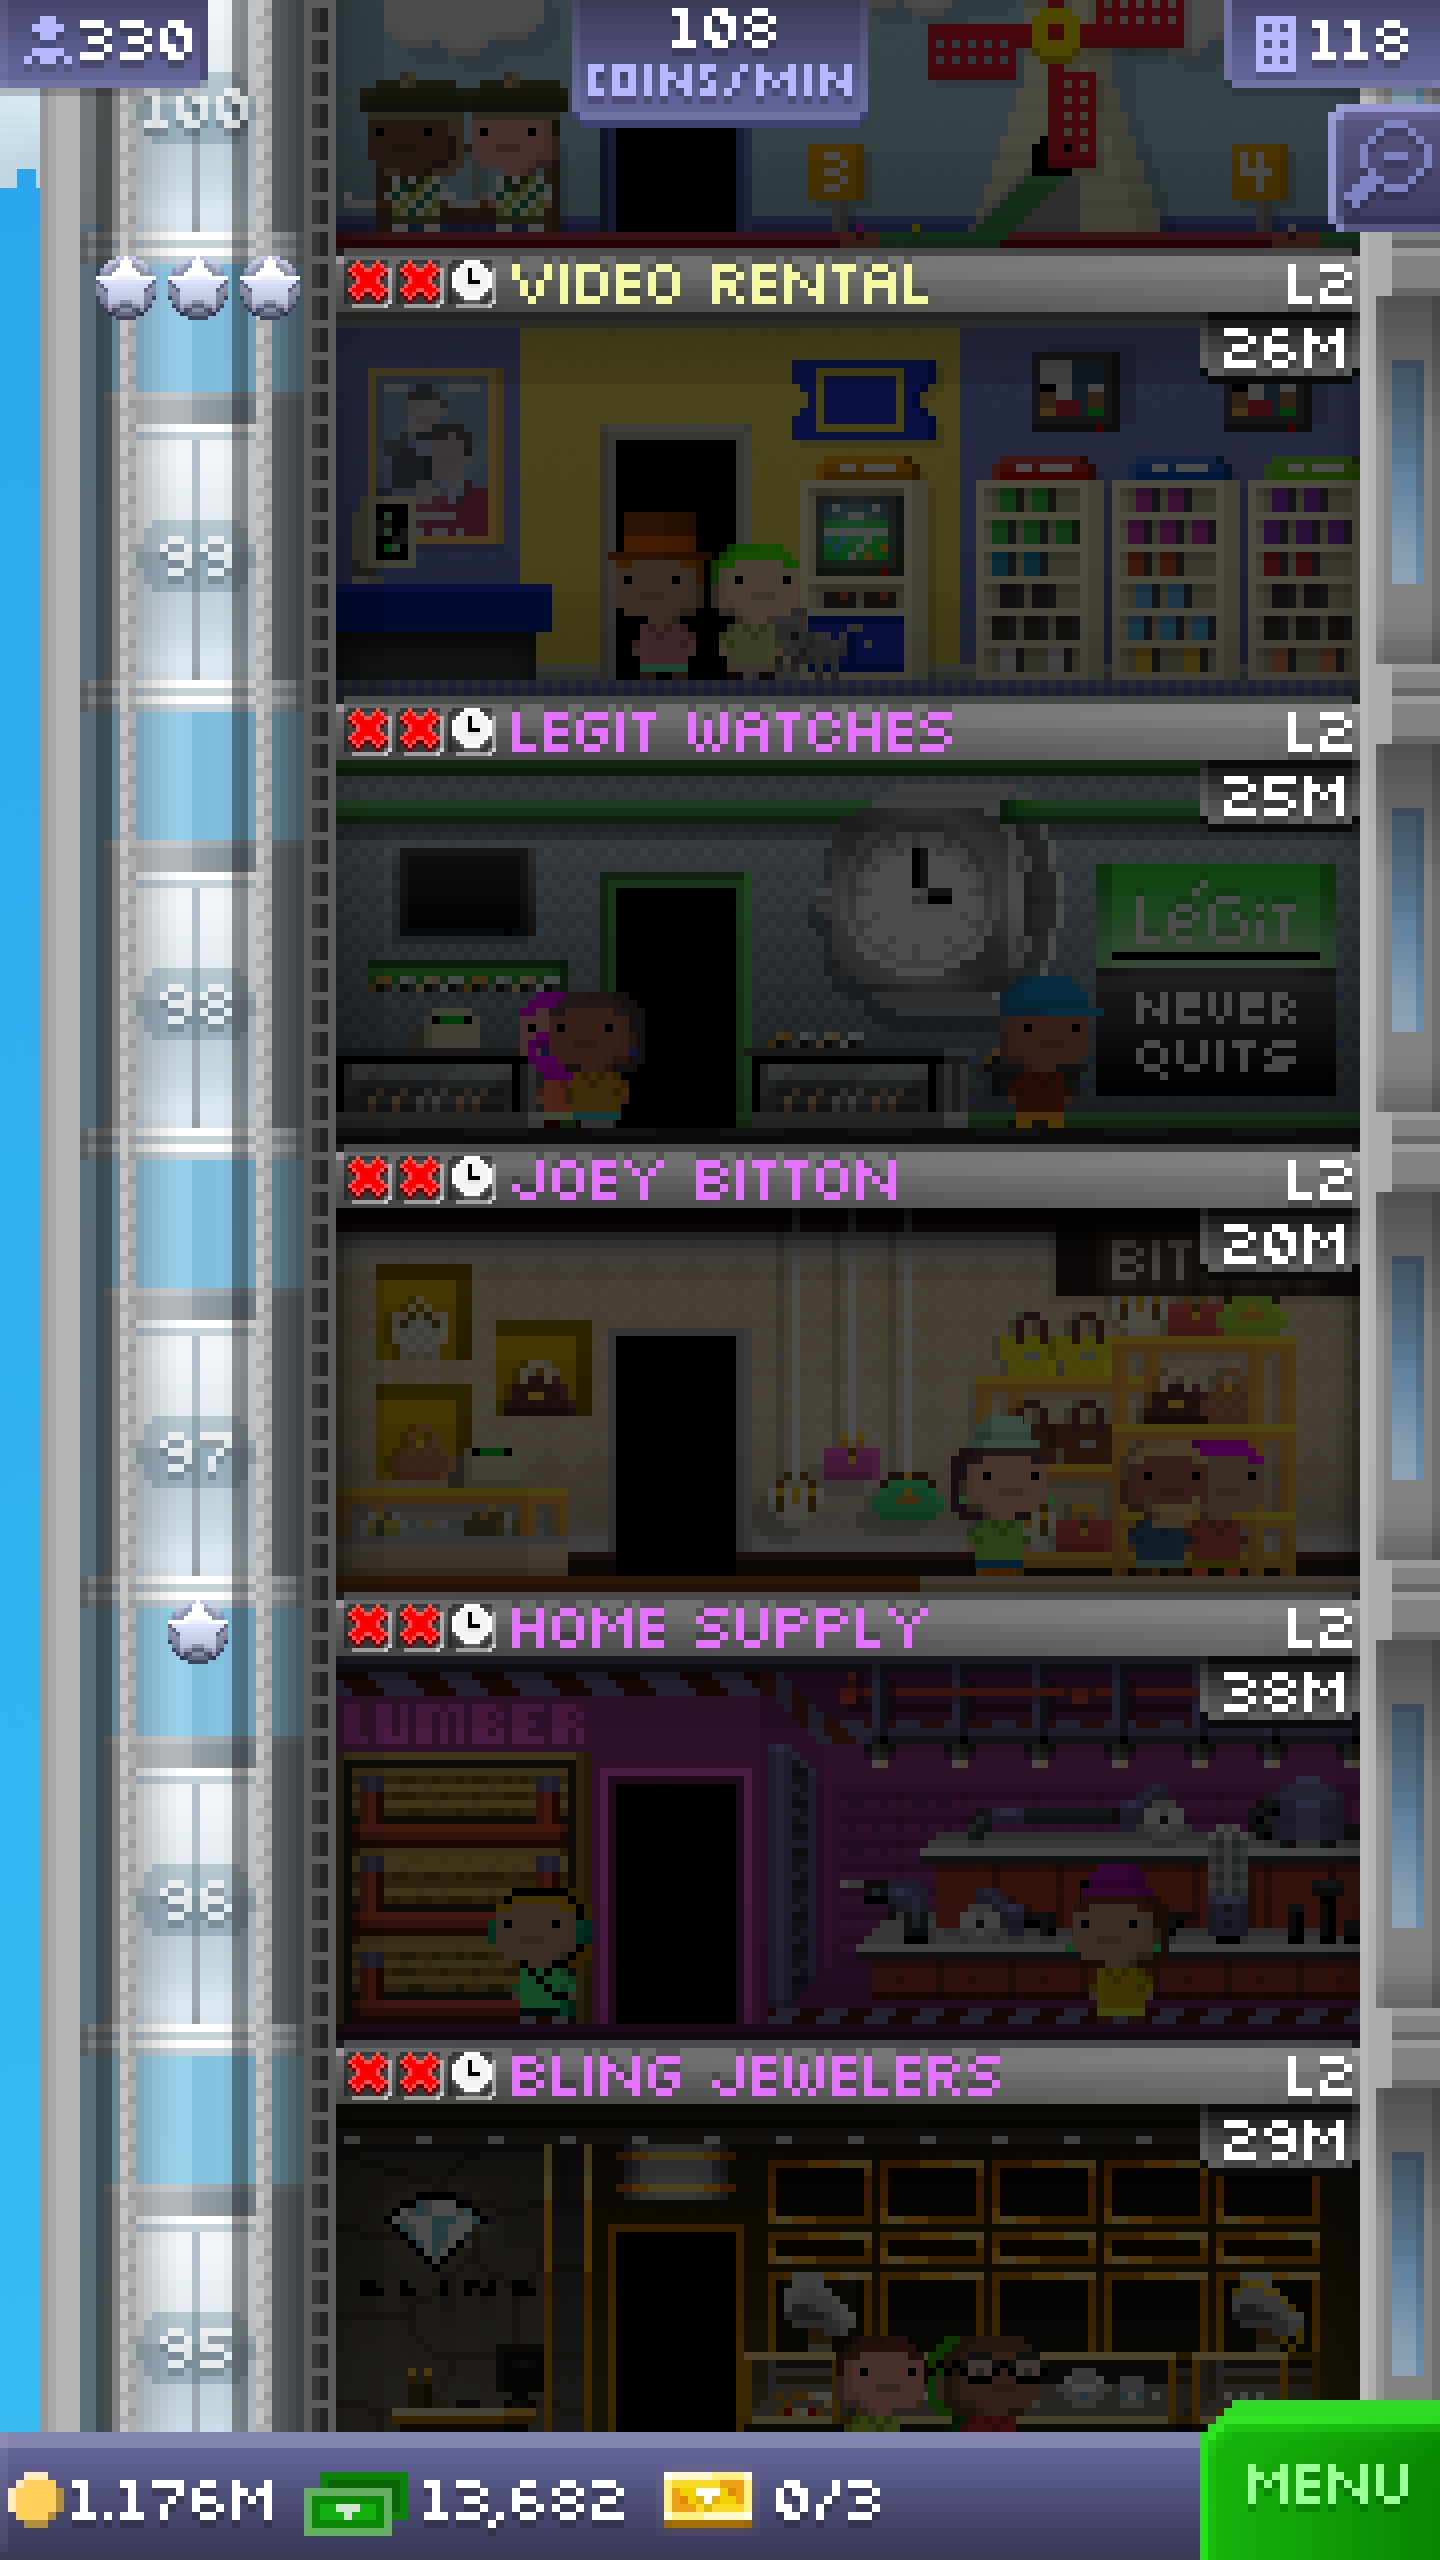 330
108
COINS/MIN
118
100
3
4
VIDEO RENTAL L2
26M
99
LEGIT WATCHES L2
25M
LéGiT
NEVER
QUITS
98
JOEY BITTON L2
20M
BIT
97
HOME SUPPLY L2
38M
LUMBER
96
BLING JEWELERS L2
29M
BLING
95
1.176M 13,682 0/3
MENU